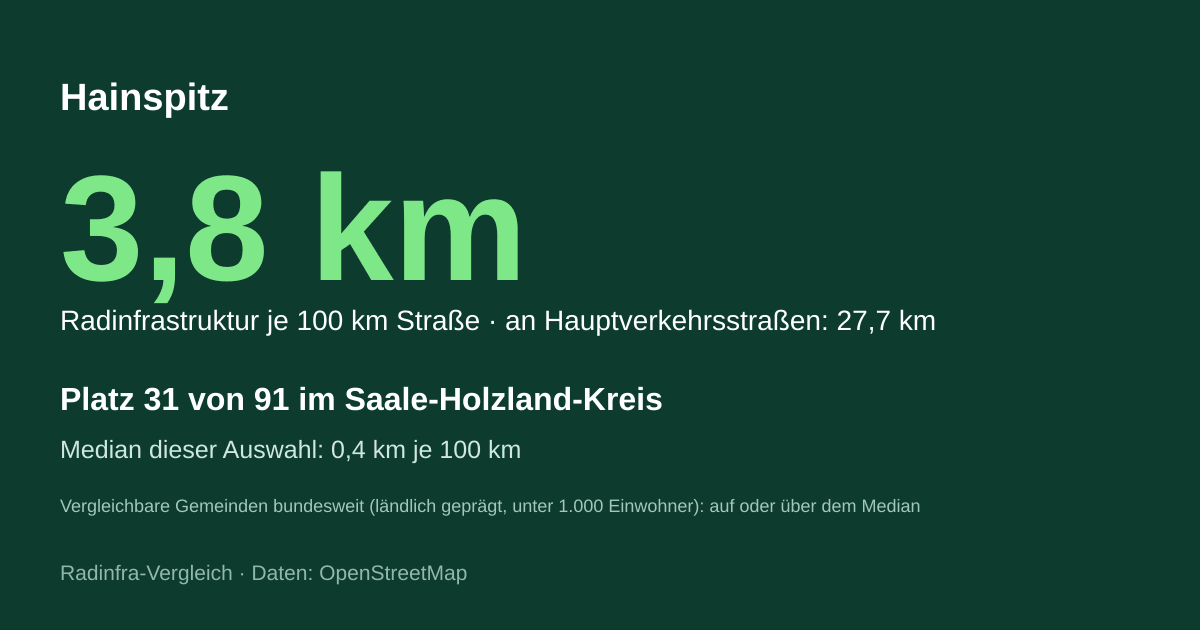 Hainspitz
3,8 km
Radinfrastruktur je 100 km Straße · an Hauptverkehrsstraßen: 27,7 km
Platz 31 von 91 im Saale-Holzland-Kreis
Median dieser Auswahl: 0,4 km je 100 km
Vergleichbare Gemeinden bundesweit (ländlich geprägt, unter 1.000 Einwohner): auf oder über dem Median
Radinfra-Vergleich · Daten: OpenStreetMap